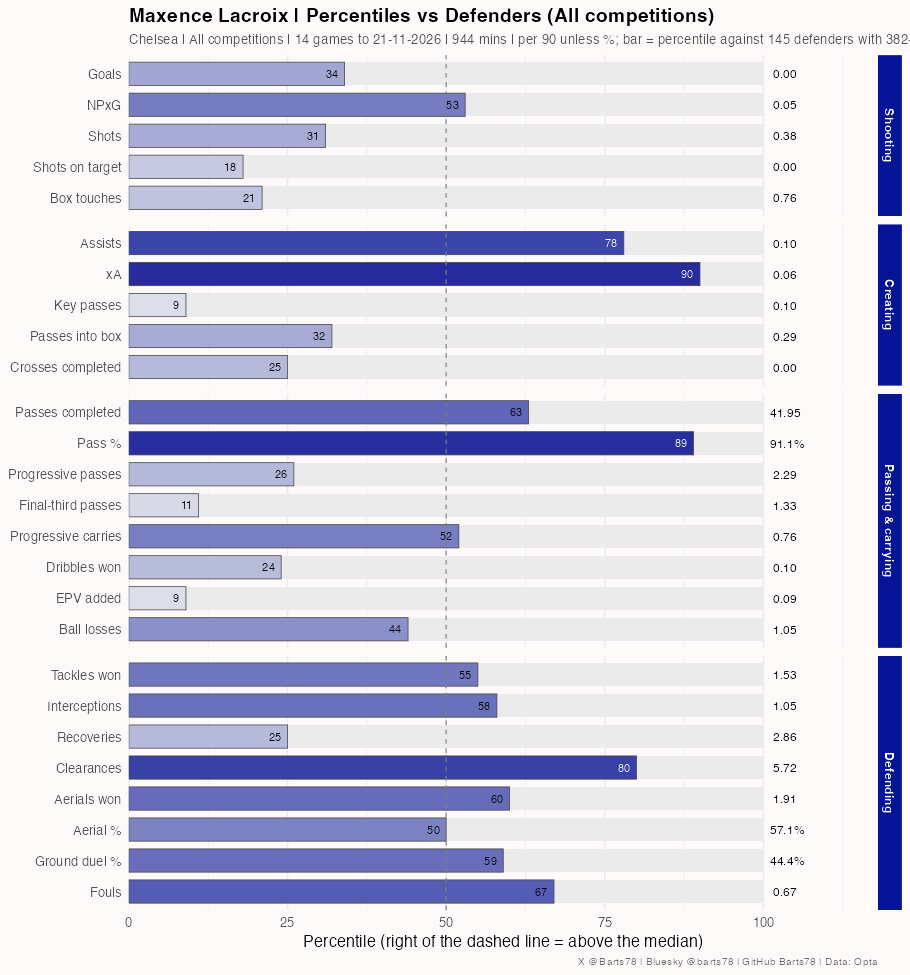 Maxence Lacroix | Percentiles vs Defenders (All competitions)
Chelsea | All competitions | 14 games to 21-11-2026 | 944 mins | per 90 unless %; bar = percentile against 145 defenders with 382-
Goals 34 0.00
NPxG 53 0.05
Shots 31 0.38
Shots on target 18 0.00
Box touches 21 0.76
Shooting
Assists 78 0.10
xA 90 0.06
Key passes 9 0.10
Passes into box 32 0.29
Crosses completed 25 0.00
Creating
Passes completed 63 41.95
Pass % 89 91.1%
Progressive passes 26 2.29
Final-third passes 11 1.33
Progressive carries 52 0.76
Dribbles won 24 0.10
EPV added 9 0.09
Ball losses 44 1.05
Passing & carrying
Tackles won 55 1.53
Interceptions 58 1.05
Recoveries 25 2.86
Clearances 80 5.72
Aerials won 60 1.91
Aerial % 50 57.1%
Ground duel % 59 44.4%
Fouls 67 0.67
Defending
0 25 50 75 100
Percentile (right of the dashed line = above the median)
X @Barts78 | Bluesky @barts78 | GitHub Barts78 | Data: Opta